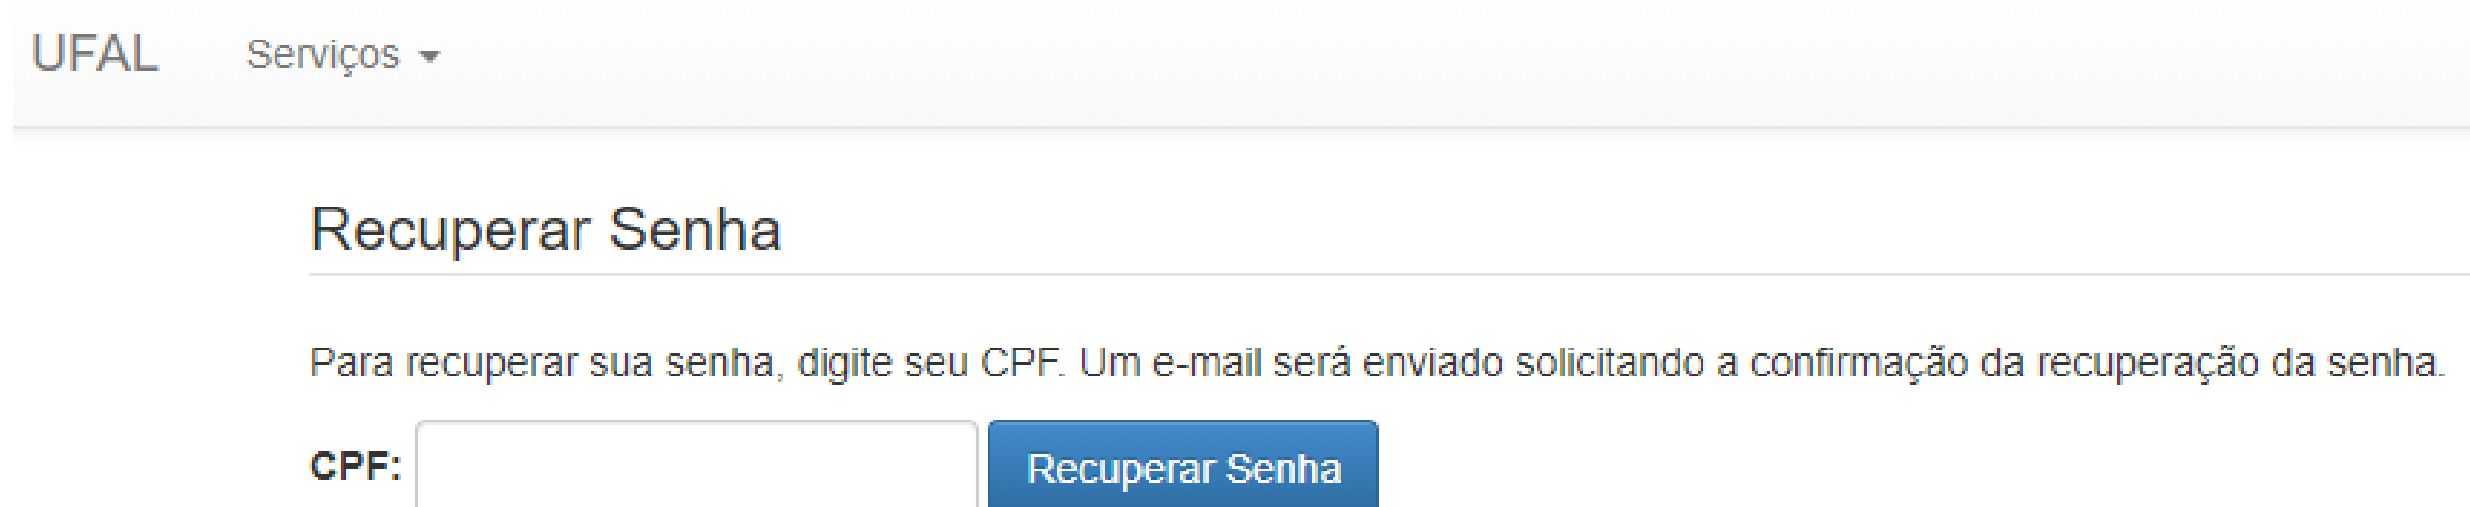 UFAL Serviços
Recuperar Senha
Para recuperar sua senha, digite seu CPF. Um e-mail será enviado solicitando a confirmação da recuperação da senha.
CPF: Recuperar Senha